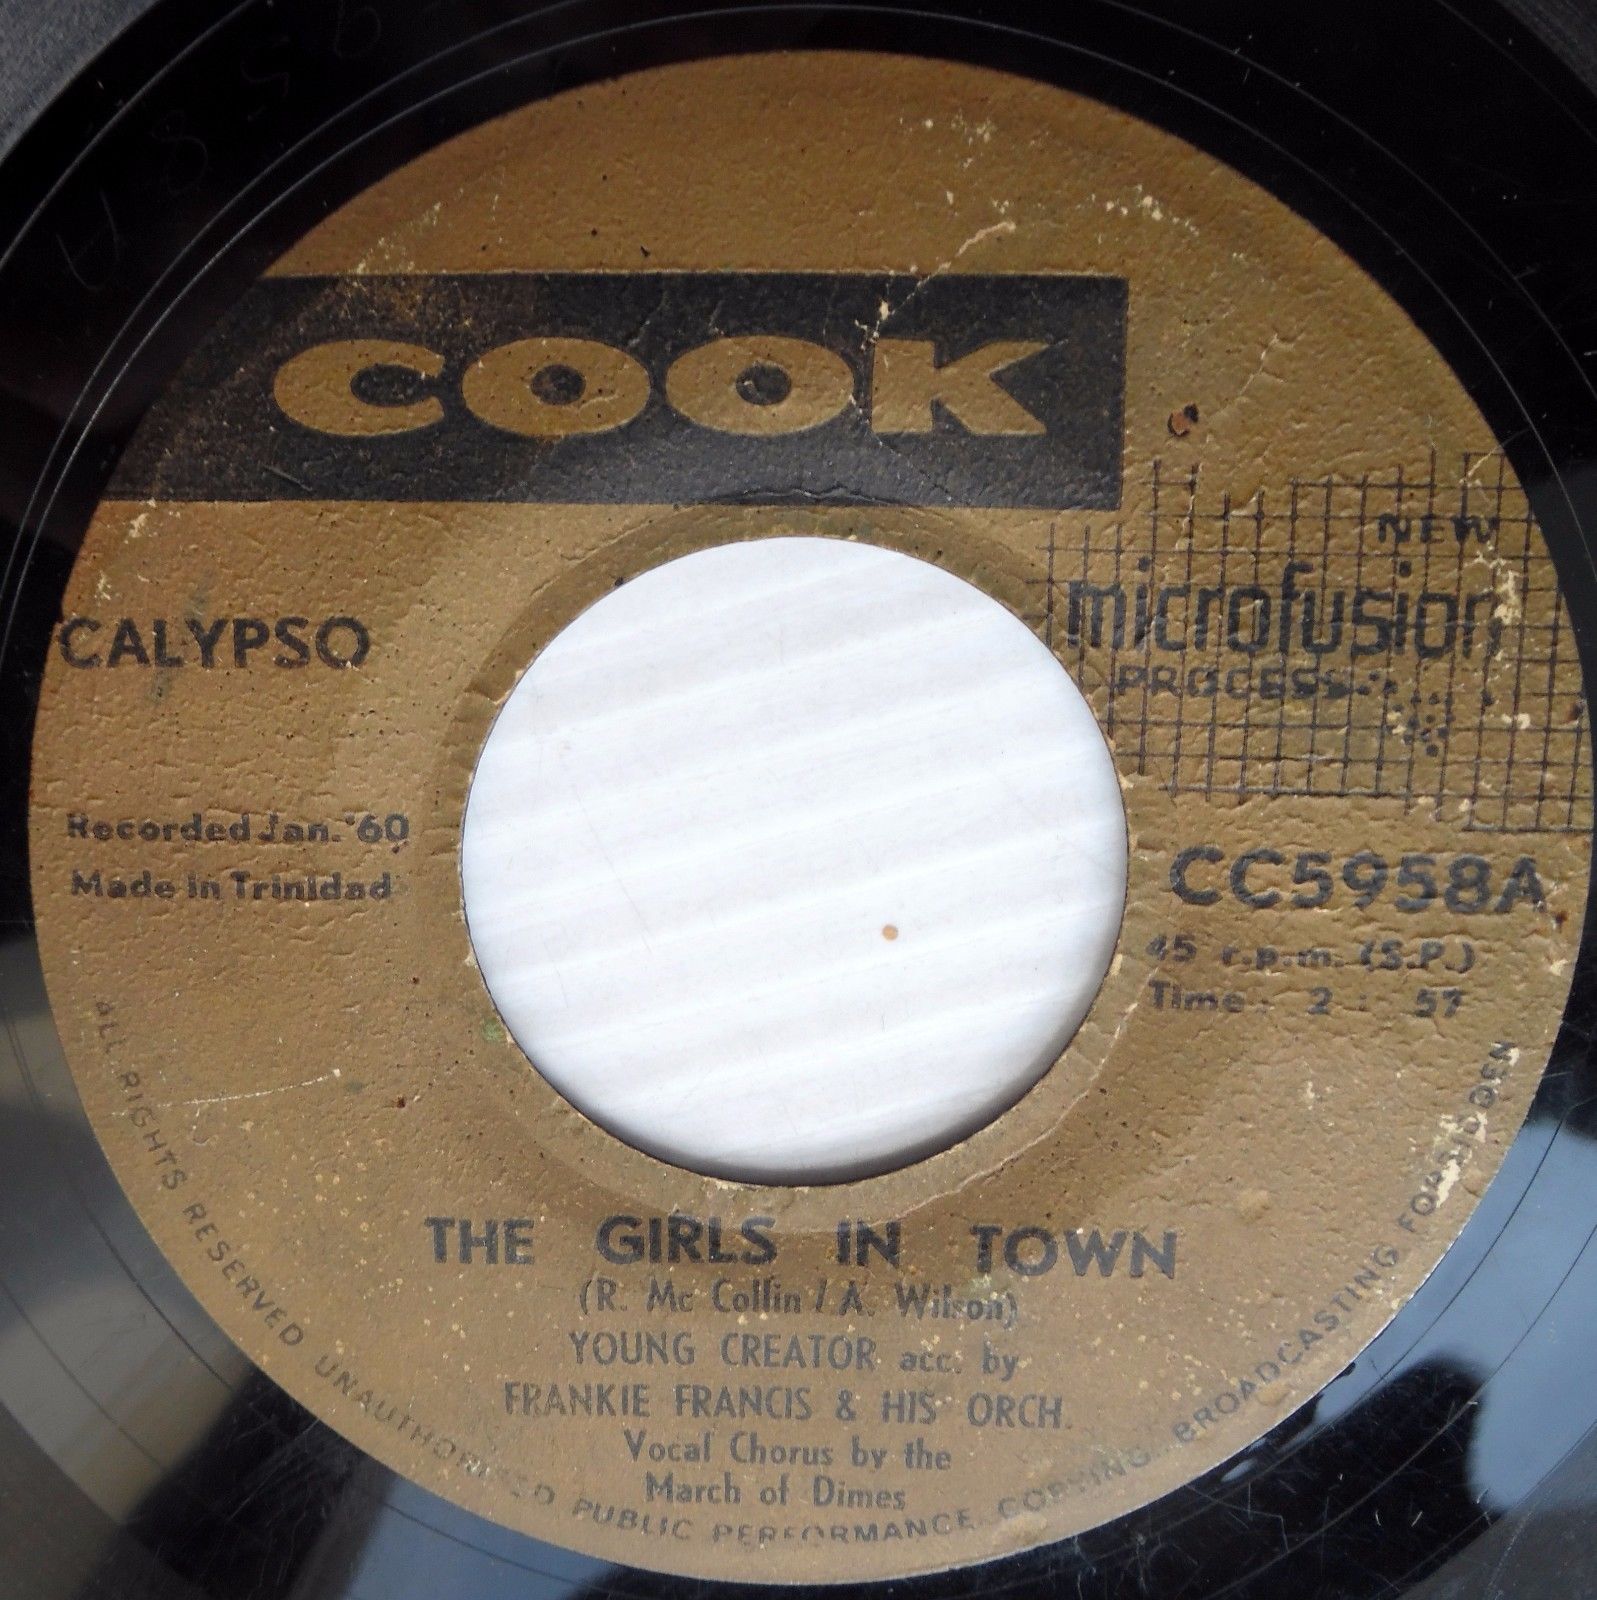 COOK
NEW
microfusion
PROCESS
CALYPSO
Recorded Jan. '60
Made in Trinidad
CC5958A
45 r.p.m. (S.P.)
Time : 2 : 57
THE GIRLS IN TOWN
(R. Mc Collin / A. Wilson)
YOUNG CREATOR acc. by
FRANKIE FRANCIS & HIS ORCH.
Vocal Chorus by the
March of Dimes
ALL RIGHTS RESERVED UNAUTHORISED PUBLIC PERFORMANCE, COPYING, BROADCASTING FORBIDDEN